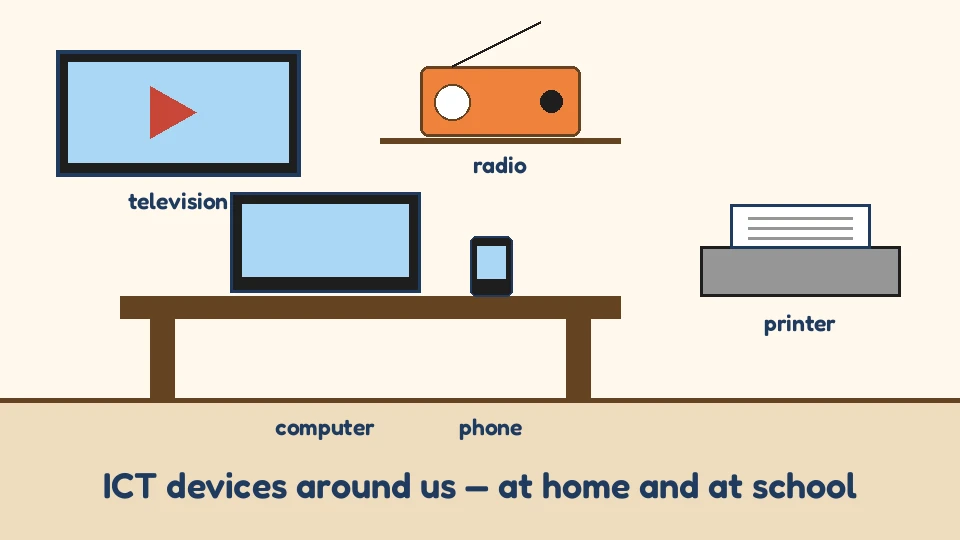 radio
television
printer
computer
phone
ICT devices around us — at home and at school